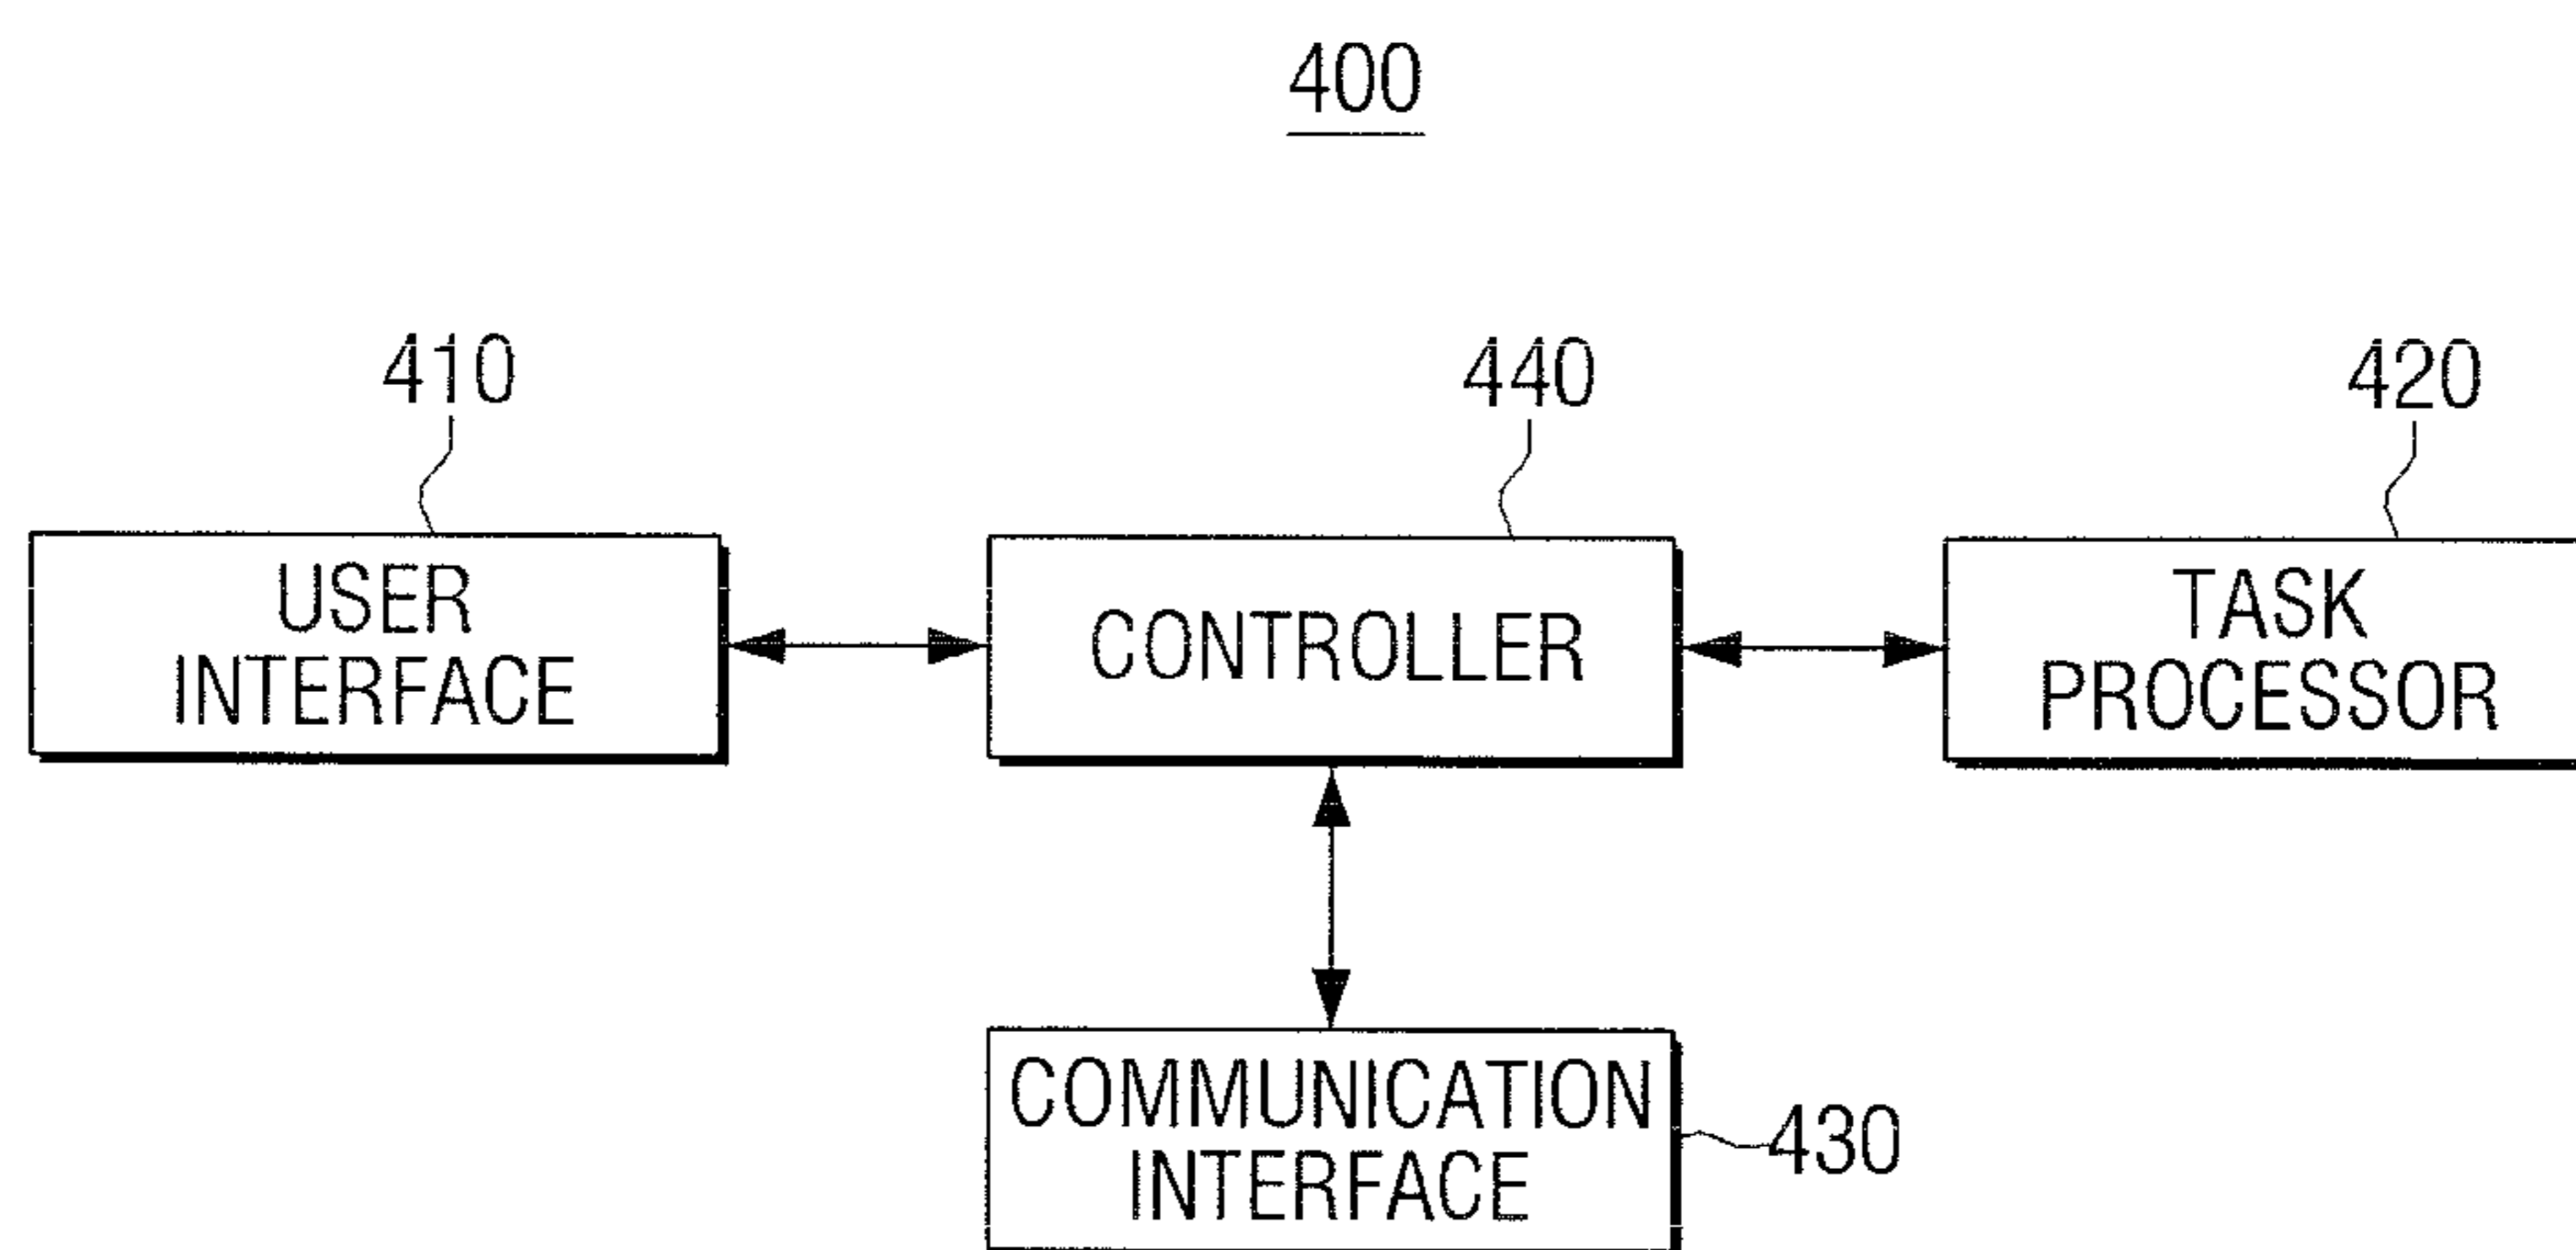 400
410
440
420
USER
INTERFACE
CONTROLLER
TASK
PROCESSOR
COMMUNICATION
INTERFACE
430